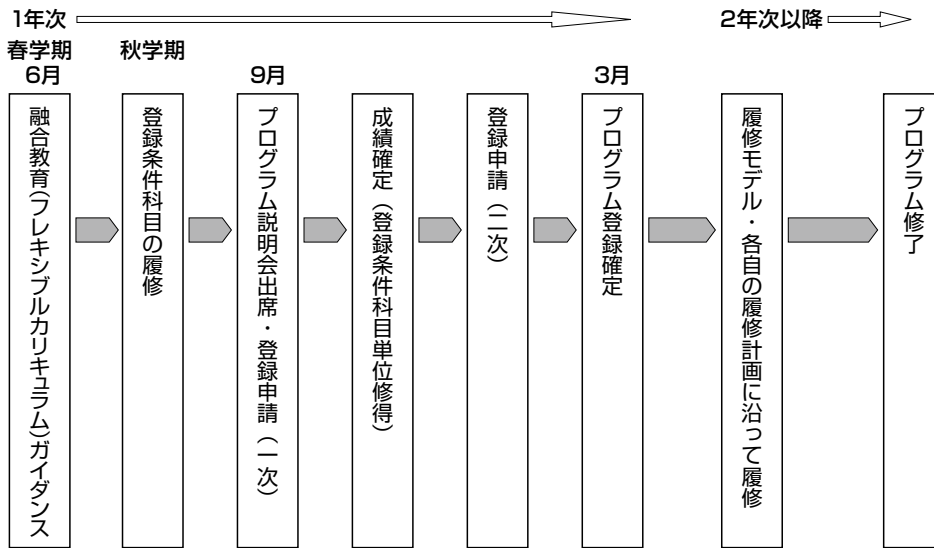 1年次
2年次以降
春学期
秋学期
6月
9月
3月
融合教育(フレキシブルカリキュラム)ガイダンス
登録条件科目の履修
プログラム説明会出席・登録申請(一次)
成績確定(登録条件科目単位修得)
登録申請(二次)
プログラム登録確定
履修モデル・各自の履修計画に沿って履修
プログラム修了